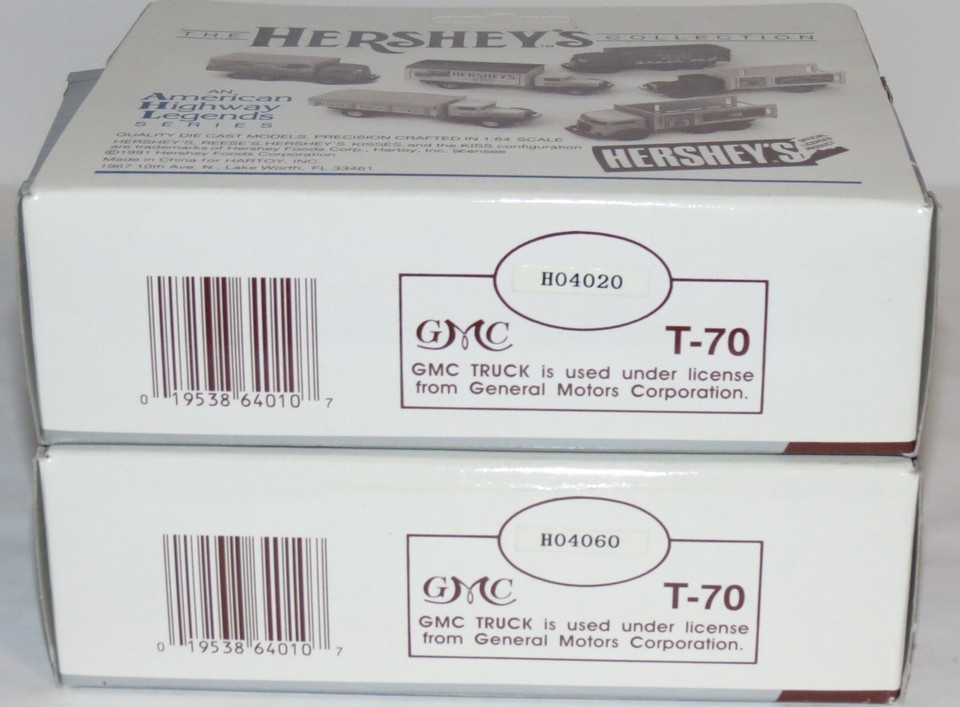 THE HERSHEY'S™ COLLECTION
HERSHEY'S
AN
American
Highway
Legends
SERIES
QUALITY DIE CAST MODELS, PRECISION CRAFTED IN 1:64 SCALE
HERSHEY'S, REESE'S, HERSHEY'S KISSES, and the KISS configuration
are trademarks of Hershey Foods Corp., Hartoy, Inc. licensee
©1991 Hershey Foods Corporation
Made in China for HARTOY, INC.
1967 10th Ave. N., Lake Worth, FL 33461
HERSHEY'S
LICENSED
PRODUCT
H04020
GMC T-70
GMC TRUCK is used under license
from General Motors Corporation.
0 19538 64010 7
H04060
GMC T-70
GMC TRUCK is used under license
from General Motors Corporation.
0 19538 64010 7